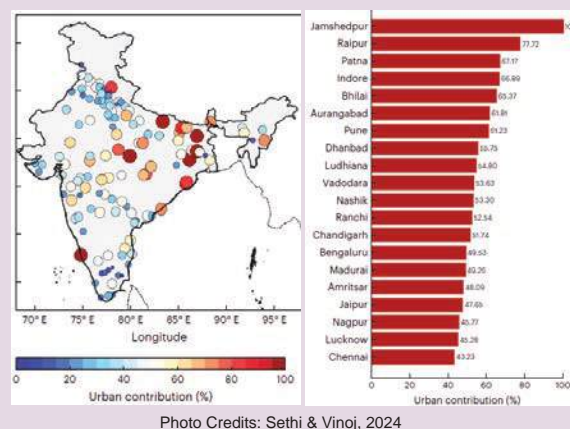 70° E 75° E 80° E 85° E 90° E 95° E
Longitude
0 20 40 60 80 100
Urban contribution (%)
Jamshedpur
Raipur 77.72
Patna 67.17
Indore 66.99
Bhilai 65.37
Aurangabad 61.81
Pune 61.23
Dhanbad 55.75
Ludhiana 54.80
Vadodara 53.63
Nashik 53.20
Ranchi 52.54
Chandigarh 51.74
Bengaluru 49.53
Madurai
Amritsar 48.09
Jaipur 47.65
Nagpur 45.77
Lucknow 45.28
Chennai 43.23
0 20 40 60 80 100
Urban contribution (%)
Photo Credits: Sethi & Vinoj, 2024